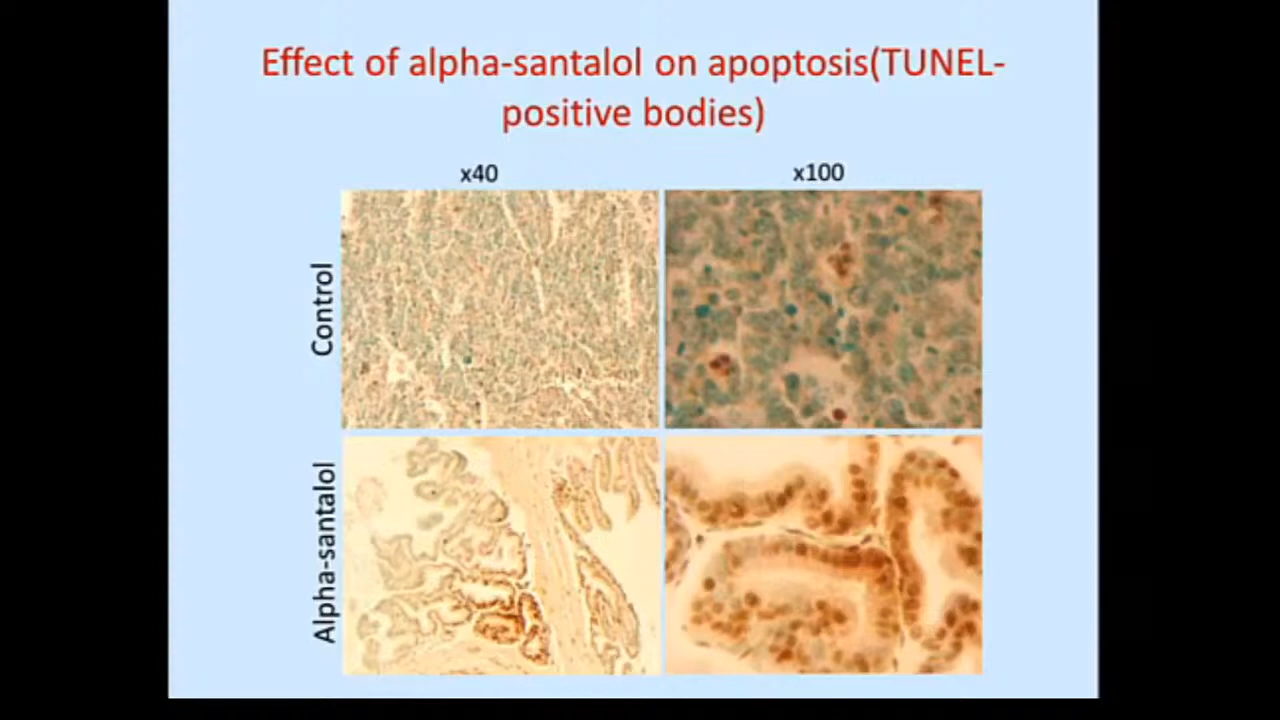 Effect of alpha-santalol on apoptosis(TUNEL-
positive bodies)
x40
x100
Control
Alpha-santalol